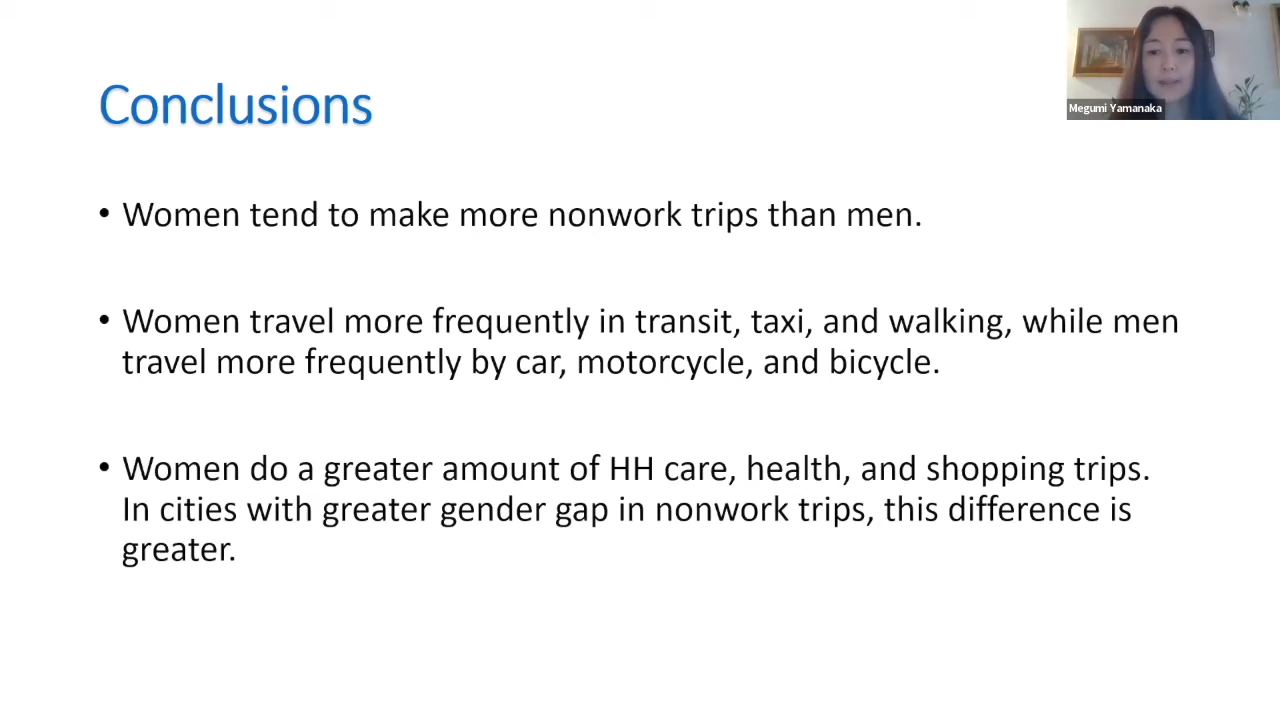 Megumi Yamanaka
Conclusions
• Women tend to make more nonwork trips than men.
• Women travel more frequently in transit, taxi, and walking, while men
travel more frequently by car, motorcycle, and bicycle.
• Women do a greater amount of HH care, health, and shopping trips.
In cities with greater gender gap in nonwork trips, this difference is
greater.